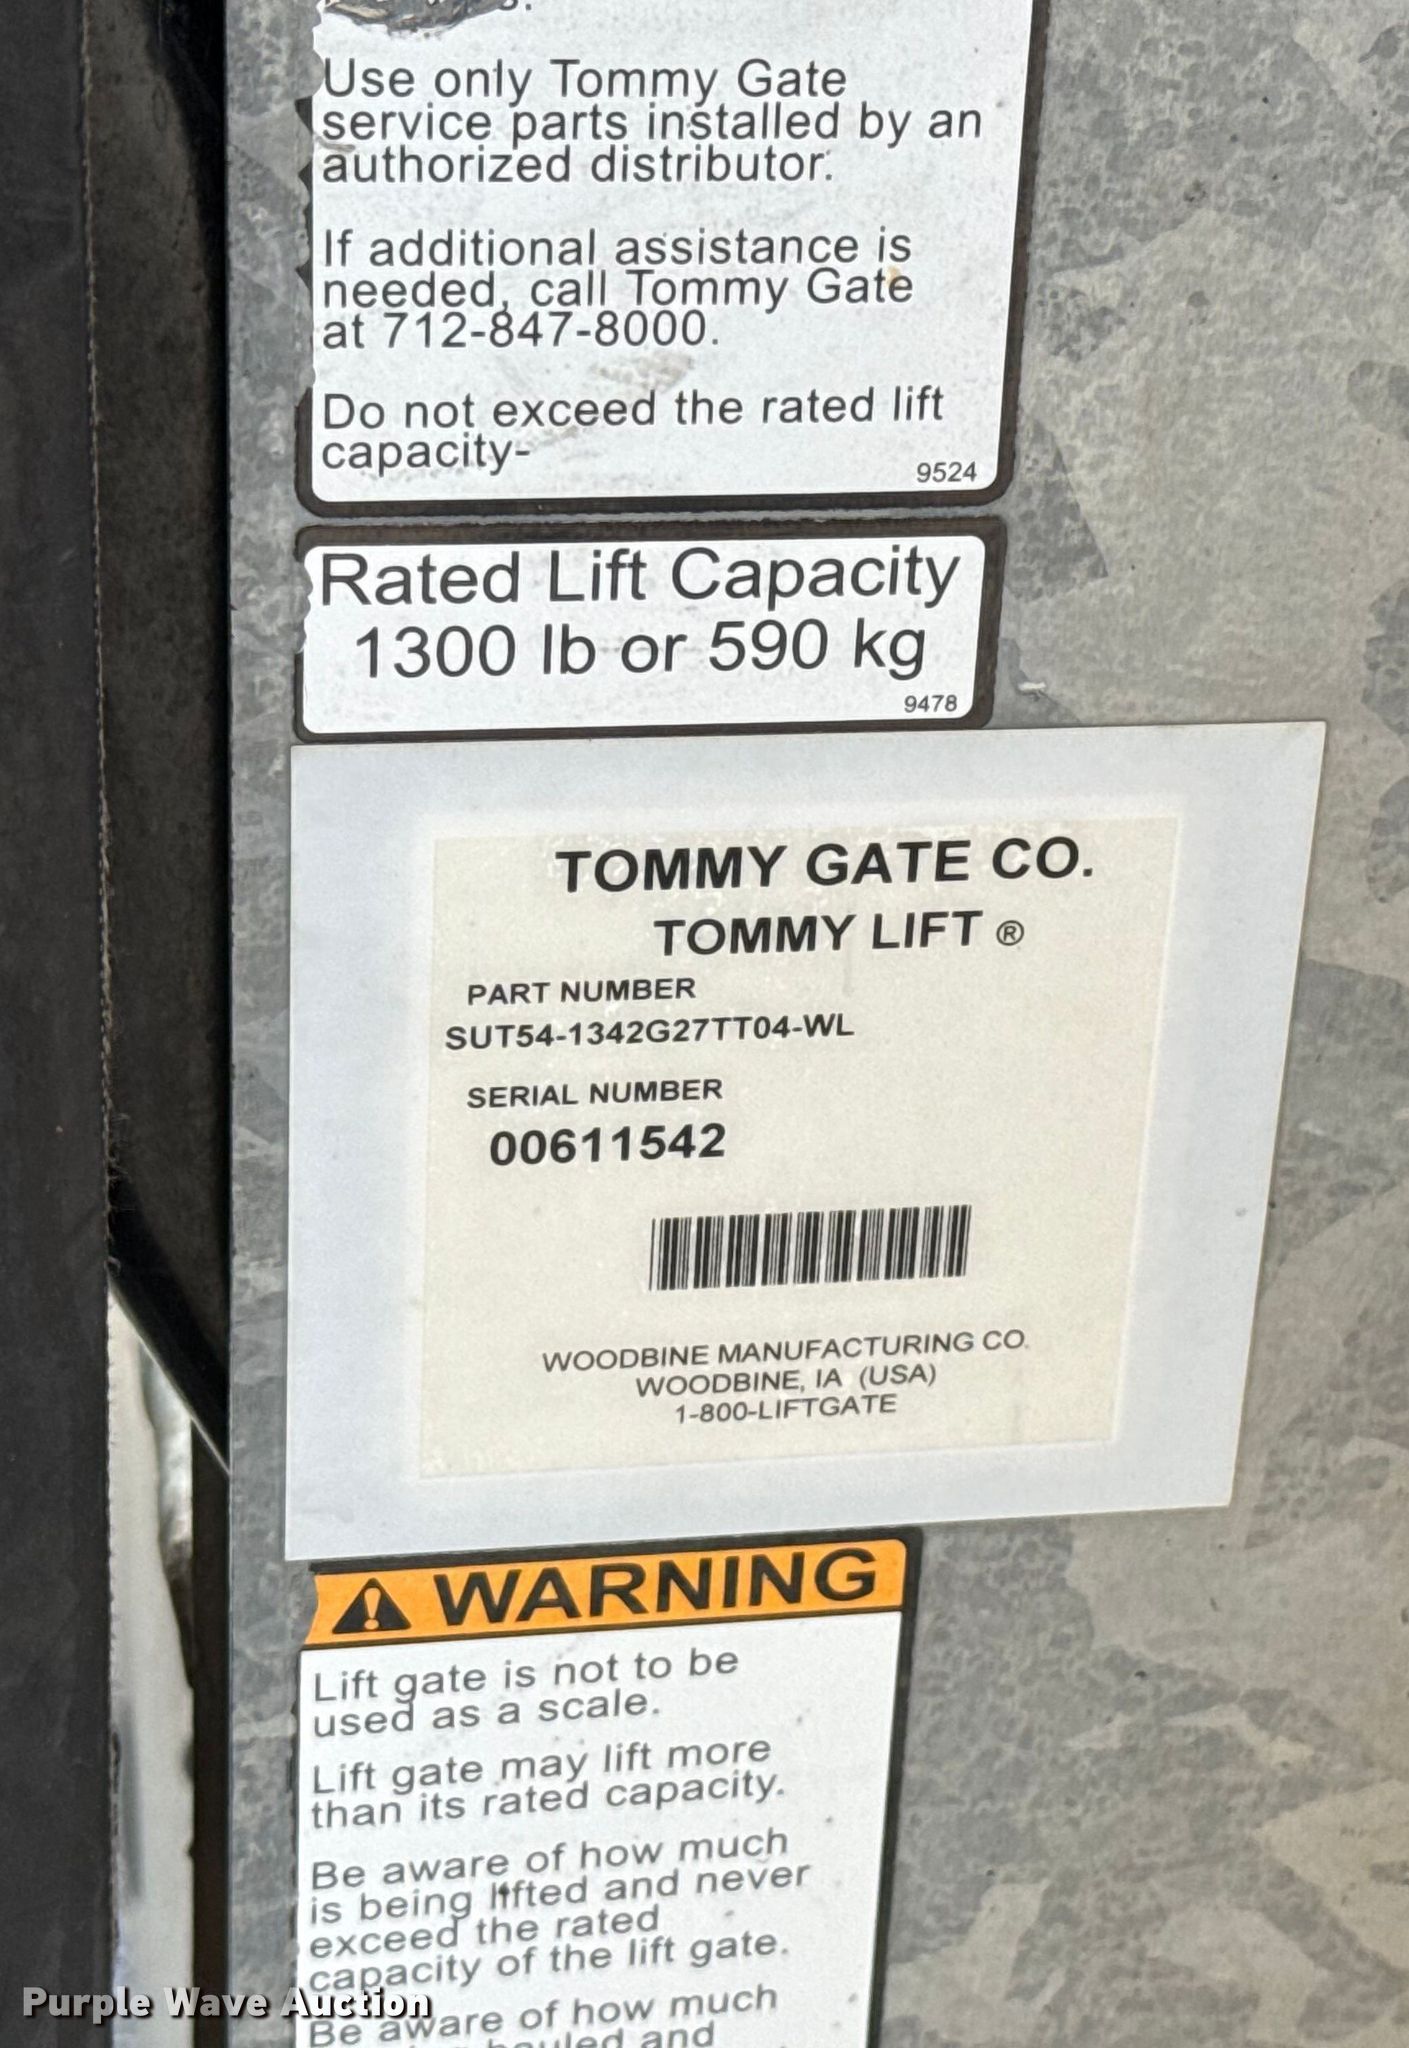 Use only Tommy Gate
service parts installed by an
authorized distributor.
If additional assistance is
needed, call Tommy Gate
at 712-847-8000.
Do not exceed the rated lift
capacity-
9524
Rated Lift Capacity
1300 lb or 590 kg
9478
TOMMY GATE CO.
TOMMY LIFT ®
PART NUMBER
SUT54-1342G27TT04-WL
SERIAL NUMBER
00611542
WOODBINE MANUFACTURING CO.
WOODBINE, IA (USA)
1-800-LIFTGATE
WARNING
Lift gate is not to be
used as a scale.
Lift gate may lift more
than its rated capacity.
Be aware of how much
is being lifted and never
exceed the rated
capacity of the lift gate.
Be aware of how much
hauled and
Purple Wave Auction